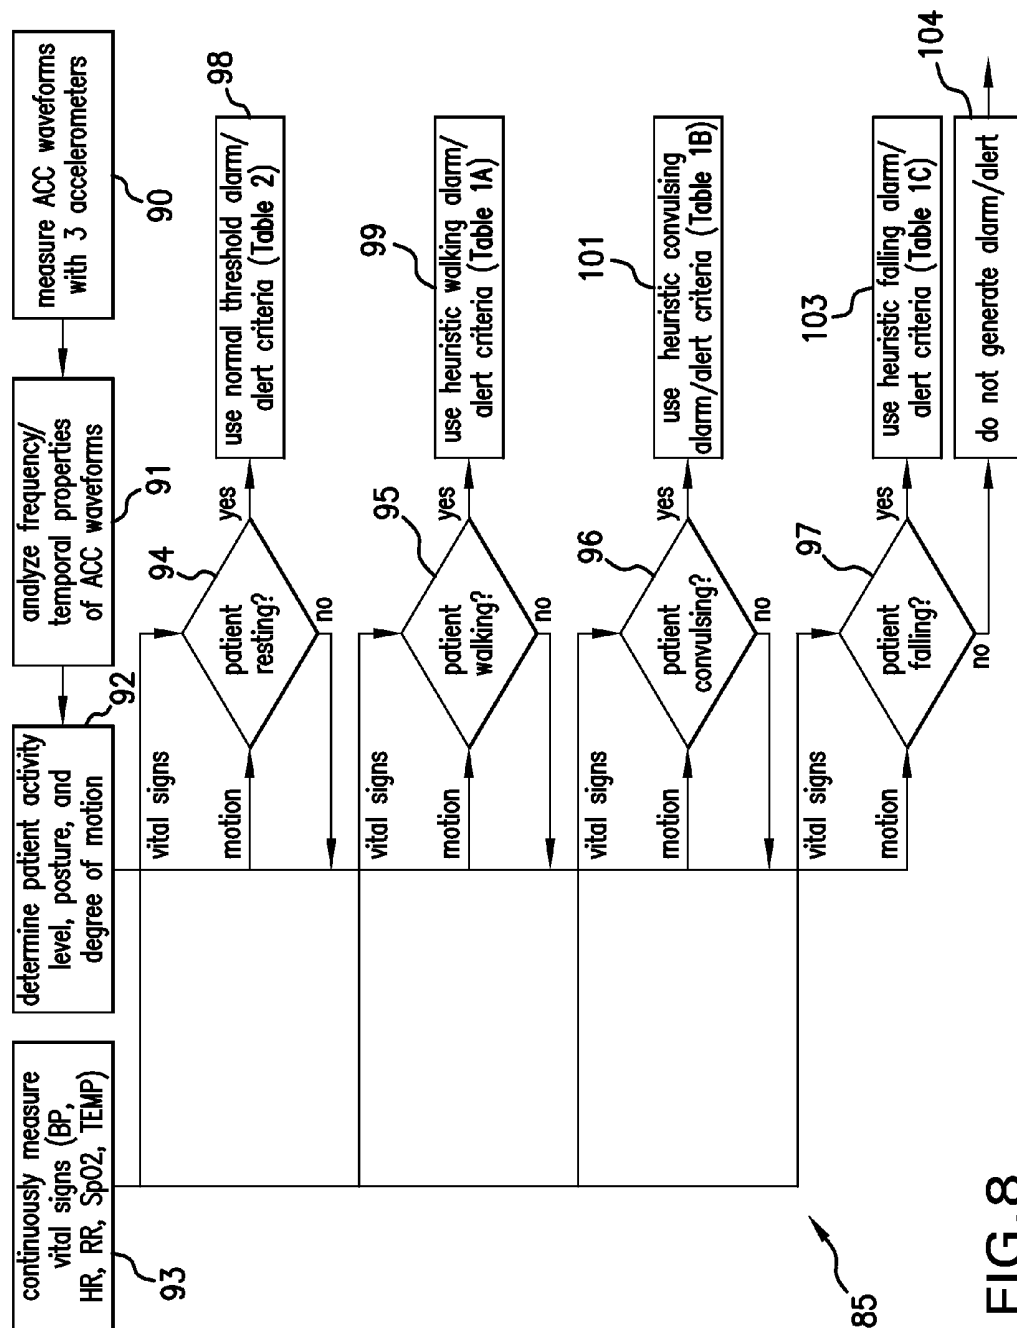 measure ACC waveforms
with 3 accelerometers
90
analyze frequency/
temporal properties
of ACC waveforms
91
determine patient activity
level, posture, and
degree of motion
92
continuously measure
vital signs (BP,
HR, RR, SpO2, TEMP)
93
vital signs
motion
patient
resting?
94
yes
no
use normal threshold alarm/
alert criteria (Table 2)
98
vital signs
motion
patient
walking?
95
yes
no
use heuristic walking alarm/
alert criteria (Table 1A)
99
vital signs
motion
patient
convulsing?
96
yes
no
use heuristic convulsing
alarm/alert criteria (Table 1B)
101
vital signs
motion
patient
falling?
97
yes
no
use heuristic falling alarm/
alert criteria (Table 1C)
103
do not generate alarm/alert
104
85
FIG.8